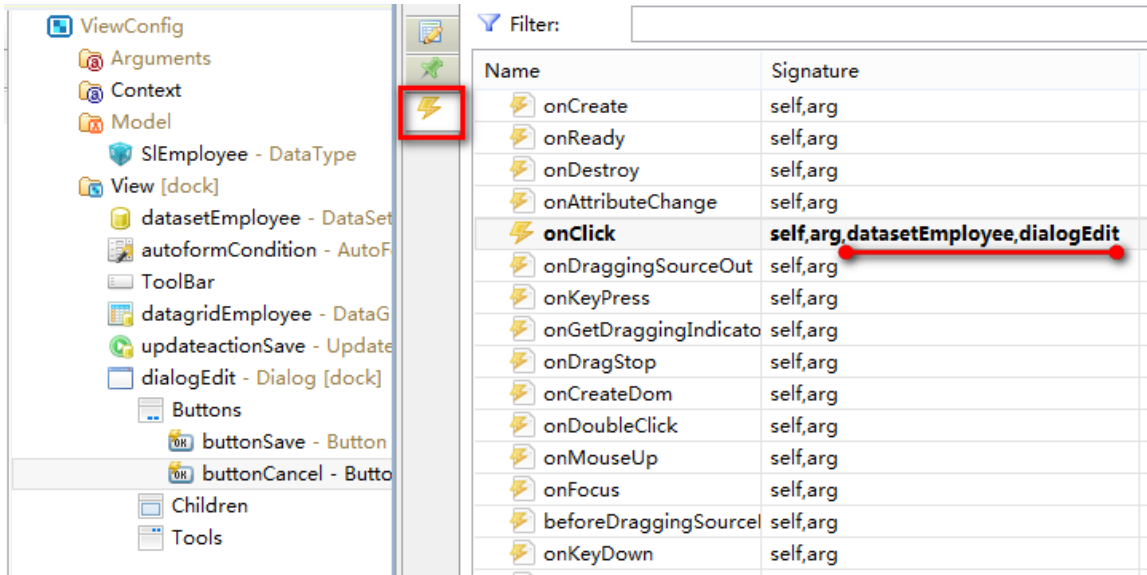 ViewConfig
Arguments
Context
Model
SlEmployee - DataType
View [dock]
datasetEmployee - DataSet
autoformCondition - AutoF
ToolBar
datagridEmployee - DataG
updateactionSave - Update
dialogEdit - Dialog [dock]
Buttons
buttonSave - Button
buttonCancel - Butto
Children
Tools
Filter:
Name Signature
onCreate self,arg
onReady self,arg
onDestroy self,arg
onAttributeChange self,arg
onClick self,arg,datasetEmployee,dialogEdit
onDraggingSourceOut self,arg
onKeyPress self,arg
onGetDraggingIndicato self,arg
onDragStop self,arg
onCreateDom self,arg
onDoubleClick self,arg
onMouseUp self,arg
onFocus self,arg
beforeDraggingSource self,arg
onKeyDown self,arg